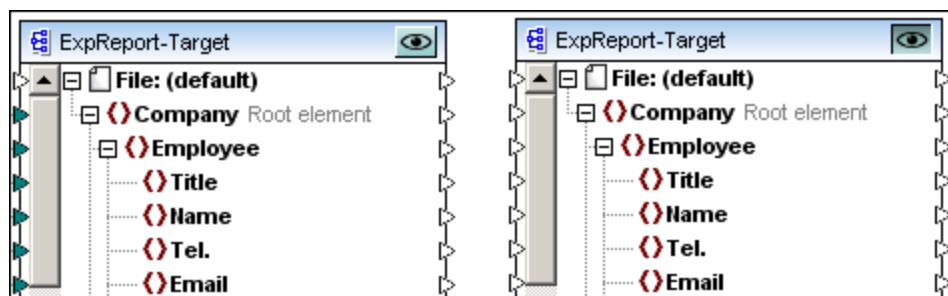 ExpReport-Target
File: (default)
Company Root element
Employee
Title
Name
Tel.
Email
ExpReport-Target
File: (default)
Company Root element
Employee
Title
Name
Tel.
Email